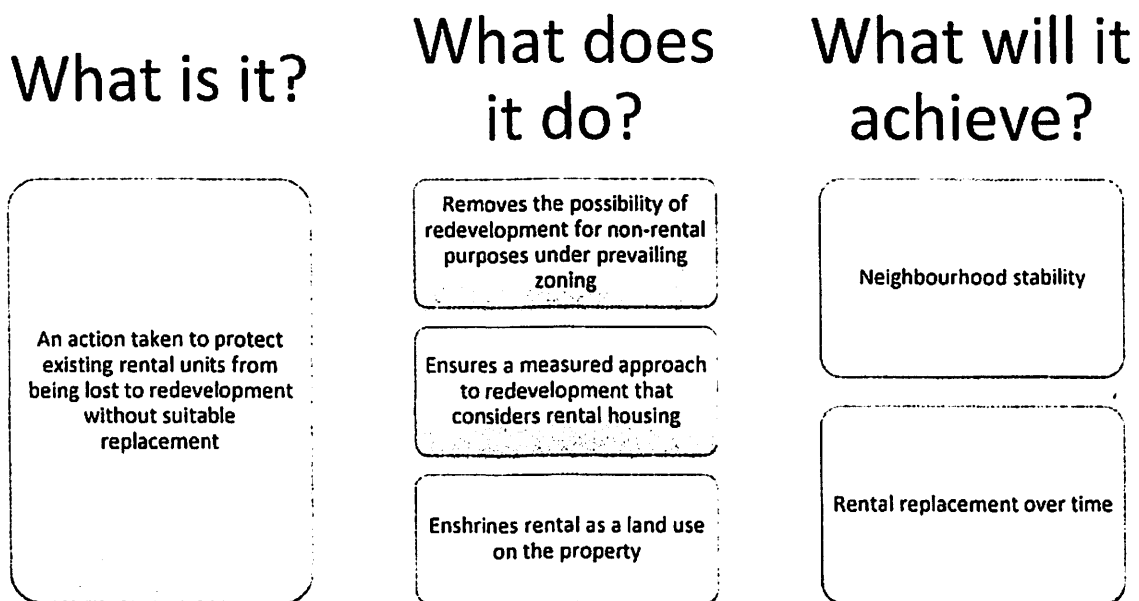 What is it?
An action taken to protect
existing rental units from
being lost to redevelopment
without suitable
replacement
What does
it do?
Removes the possibility of
redevelopment for non-rental
purposes under prevailing
zoning
Ensures a measured approach
to redevelopment that
considers rental housing
Enshrines rental as a land use
on the property
What will it
achieve?
Neighbourhood stability
Rental replacement over time